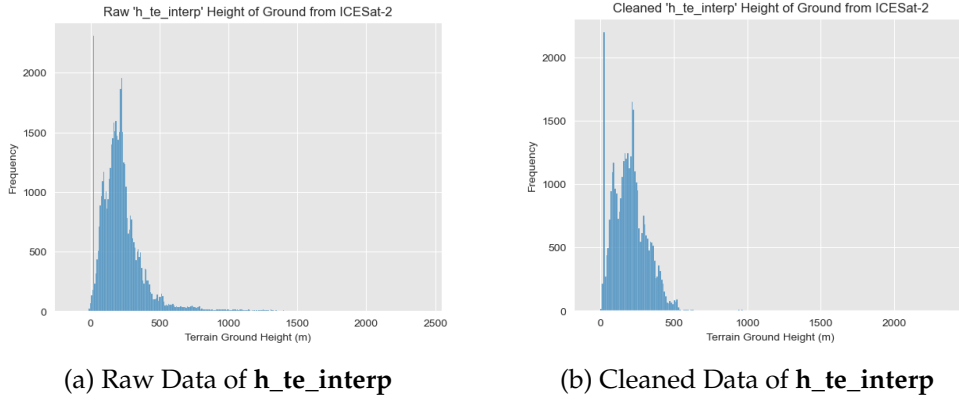 Raw 'h_te_interp' Height of Ground from ICESat-2
2000
1500
1000
500
0
Frequency
0 500 1000 1500 2000 2500
Terrain Ground Height (m)
(a) Raw Data of h_te_interp
Cleaned 'h_te_interp' Height of Ground from ICESat-2
2000
1500
1000
500
0
Frequency
0 500 1000 1500 2000
Terrain Ground Height (m)
(b) Cleaned Data of h_te_interp